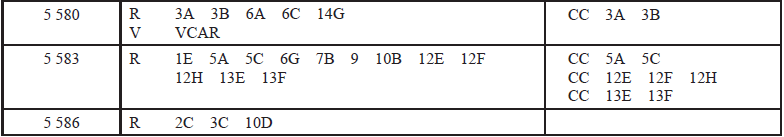 5 580 R 3A 3B 6A 6C 14G CC 3A 3B
V VCAR
5 583 R 1E 5A 5C 6G 7B 9 10B 12E 12F CC 5A 5C
12H 13E 13F CC 12E 12F 12H
CC 13E 13F
5 586 R 2C 3C 10D